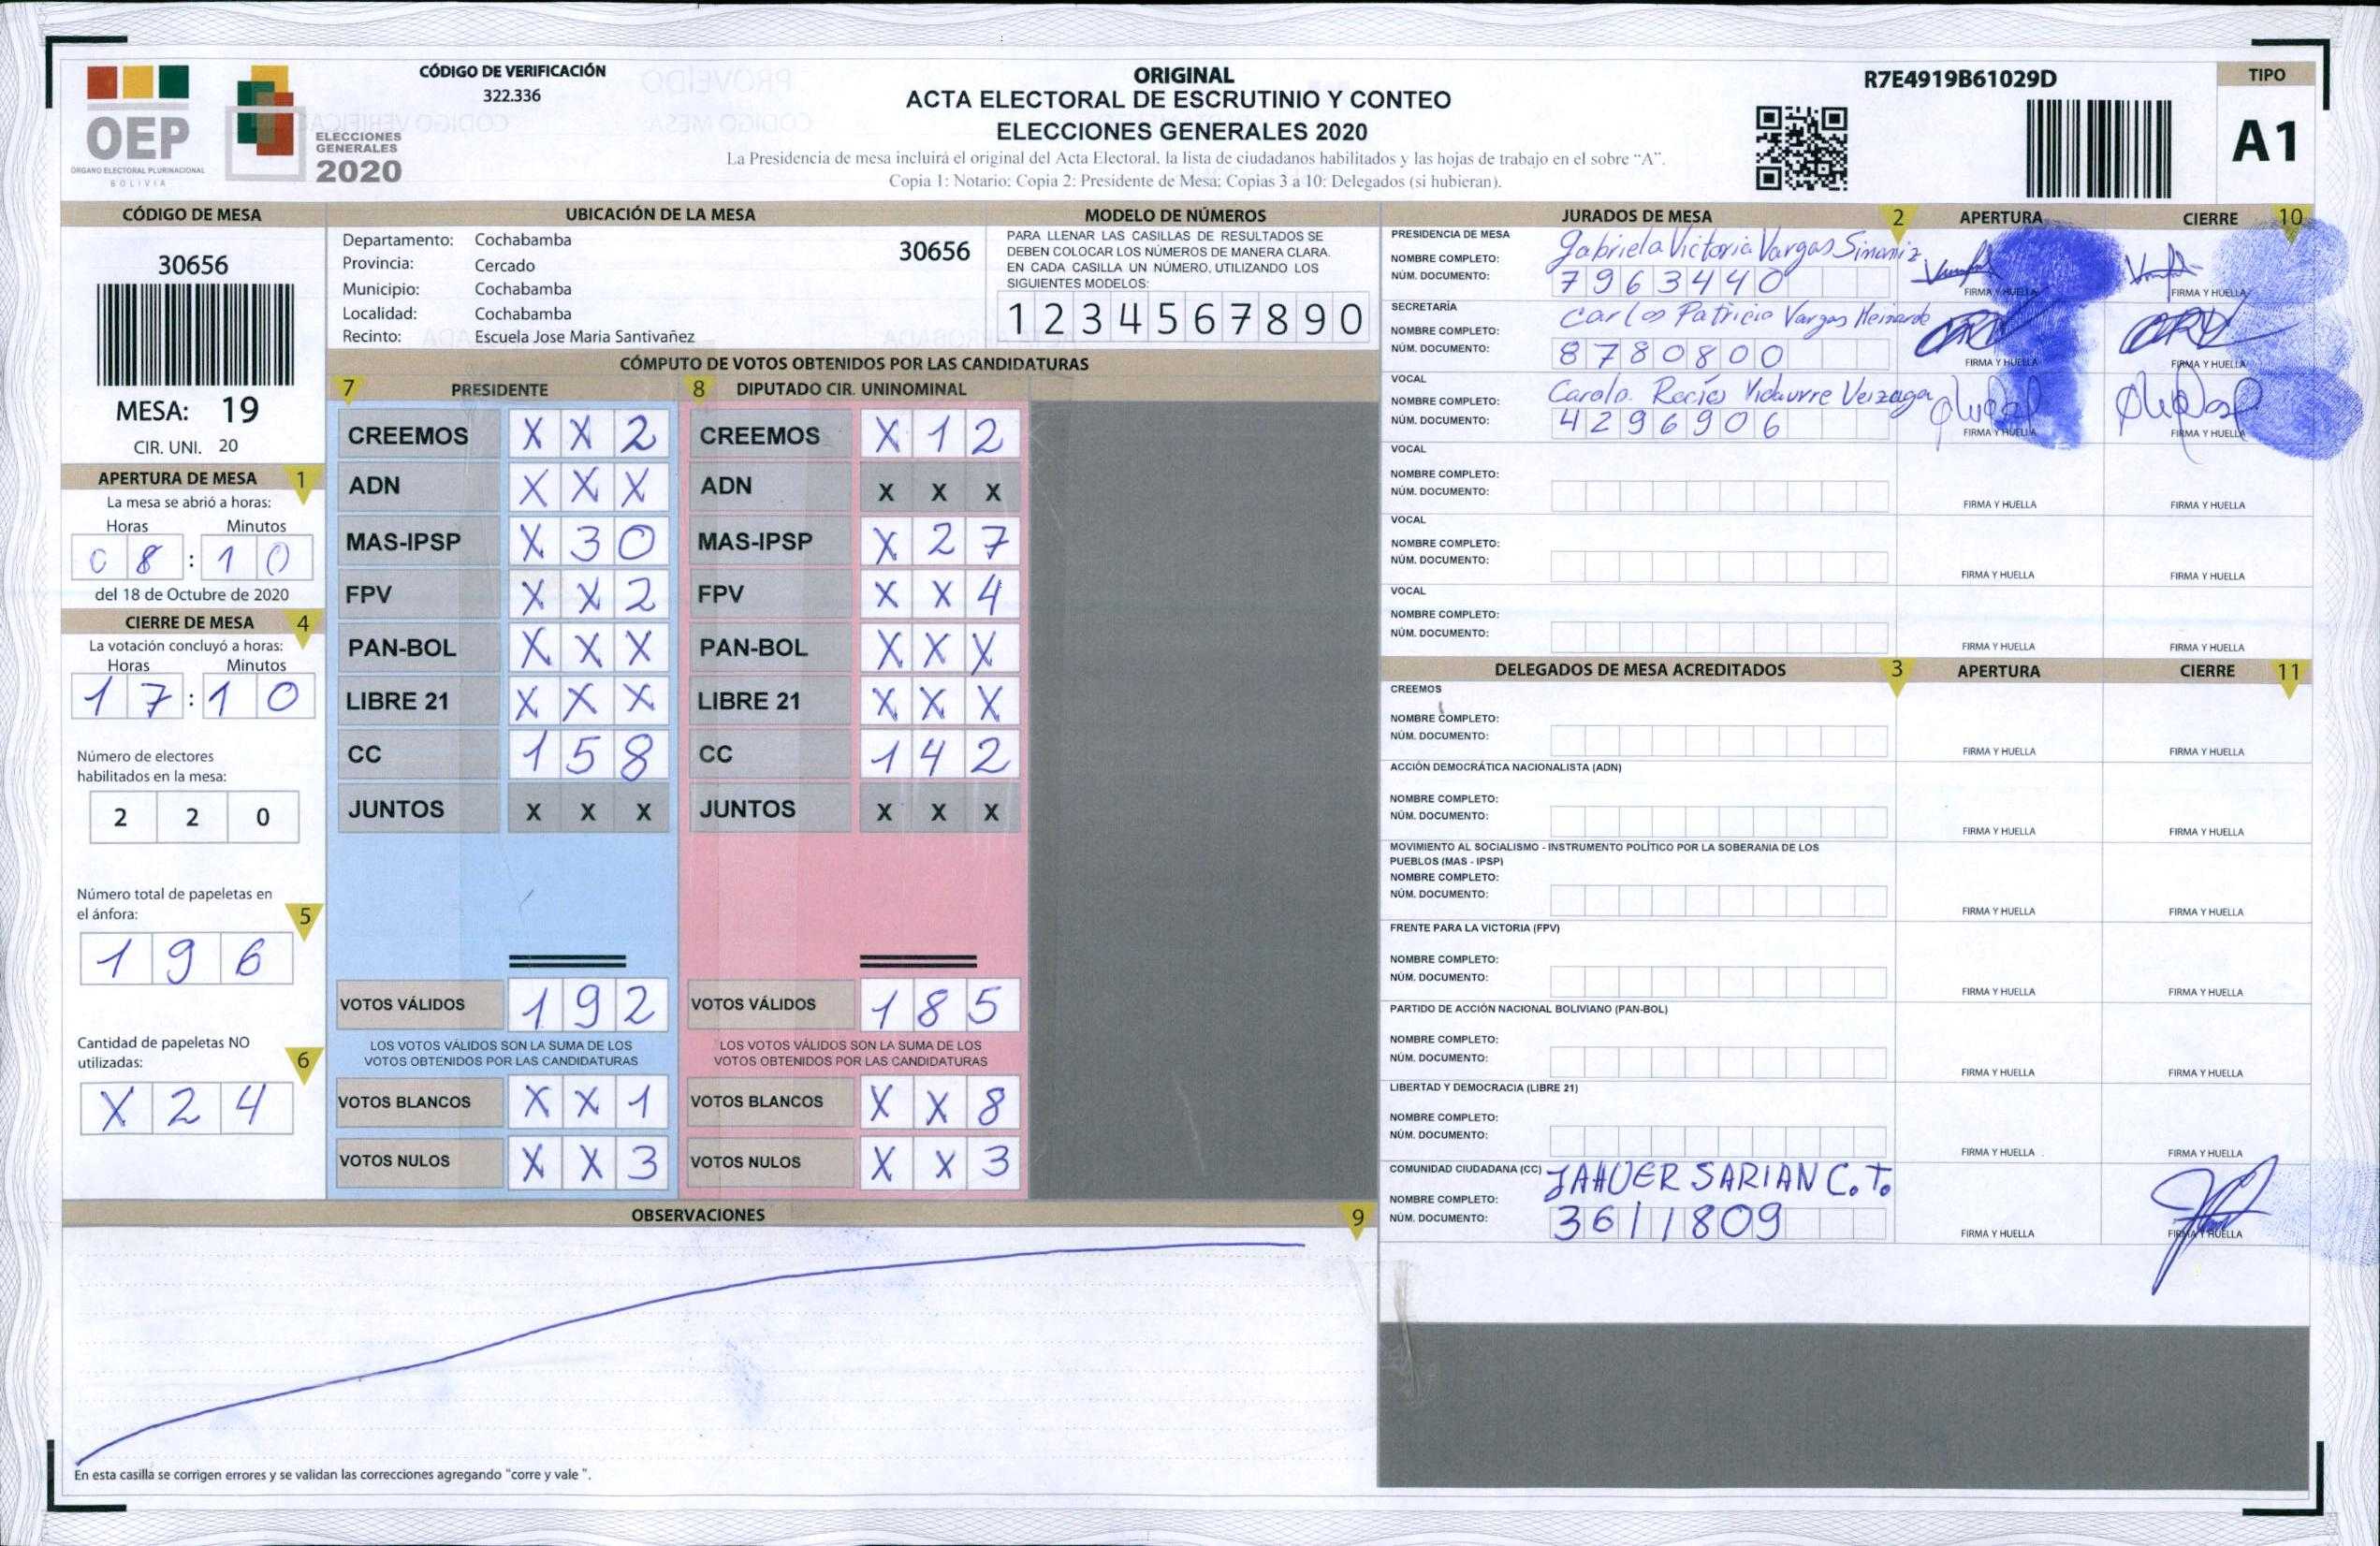 OEP
ÓRGANO ELECTORAL PLURINACIONAL
BOLIVIA
ELECCIONES
GENERALES
2020
CÓDIGO DE VERIFICACIÓN
322.336
ORIGINAL
ACTA ELECTORAL DE ESCRUTINIO Y CONTEO
ELECCIONES GENERALES 2020
La Presidencia de mesa incluirá el original del Acta Electoral, la lista de ciudadanos habilitados y las hojas de trabajo en el sobre "A".
Copia 1: Notario; Copia 2: Presidente de Mesa; Copias 3 a 10: Delegados (si hubieran).
R7E4919B61029D
TIPO
A1
CÓDIGO DE MESA
30656
MESA: 19
CIR. UNI. 20
APERTURA DE MESA 1
La mesa se abrió a horas:
Horas Minutos
08:10
del 18 de Octubre de 2020
CIERRE DE MESA 4
La votación concluyó a horas:
Horas Minutos
17:10
Número de electores
habilitados en la mesa:
2 2 0
Número total de papeletas en
el ánfora: 5
1 9 6
Cantidad de papeletas NO
utilizadas: 6
X 2 4
UBICACIÓN DE LA MESA
Departamento: Cochabamba 30656
Provincia: Cercado
Municipio: Cochabamba
Localidad: Cochabamba
Recinto: Escuela Jose Maria Santivañez
MODELO DE NÚMEROS
PARA LLENAR LAS CASILLAS DE RESULTADOS SE
DEBEN COLOCAR LOS NÚMEROS DE MANERA CLARA.
EN CADA CASILLA UN NÚMERO, UTILIZANDO LOS
SIGUIENTES MODELOS:
1 2 3 4 5 6 7 8 9 0
CÓMPUTO DE VOTOS OBTENIDOS POR LAS CANDIDATURAS
7 PRESIDENTE 8 DIPUTADO CIR. UNINOMINAL
CREEMOS X X 2 CREEMOS X 1 2
ADN X X X ADN X X X
MAS-IPSP X 3 0 MAS-IPSP X 2 7
FPV X X 2 FPV X X 4
PAN-BOL X X X PAN-BOL X X X
LIBRE 21 X X X LIBRE 21 X X X
CC 1 5 8 CC 1 4 2
JUNTOS X X X JUNTOS X X X
VOTOS VÁLIDOS 1 9 2 VOTOS VÁLIDOS 1 8 5
LOS VOTOS VÁLIDOS SON LA SUMA DE LOS LOS VOTOS VÁLIDOS SON LA SUMA DE LOS
VOTOS OBTENIDOS POR LAS CANDIDATURAS VOTOS OBTENIDOS POR LAS CANDIDATURAS
VOTOS BLANCOS X X 1 VOTOS BLANCOS X X 8
VOTOS NULOS X X 3 VOTOS NULOS X X 3
OBSERVACIONES 9
En esta casilla se corrigen errores y se validan las correcciones agregando "corre y vale ".
JURADOS DE MESA 2 APERTURA CIERRE 10
PRESIDENCIA DE MESA
NOMBRE COMPLETO: Gabriela Victoria Vargas
NÚM. DOCUMENTO: 7963440
FIRMA Y HUELLA FIRMA Y HUELLA
SECRETARÍA
NOMBRE COMPLETO: Carlos Patricio Vargas
NÚM. DOCUMENTO: 8780800
FIRMA Y HUELLA FIRMA Y HUELLA
VOCAL
NOMBRE COMPLETO: Vidaurre Veizaga
NÚM. DOCUMENTO: 4296906
FIRMA Y HUELLA FIRMA Y HUELLA
VOCAL
NOMBRE COMPLETO:
NÚM. DOCUMENTO:
FIRMA Y HUELLA FIRMA Y HUELLA
VOCAL
NOMBRE COMPLETO:
NÚM. DOCUMENTO:
FIRMA Y HUELLA FIRMA Y HUELLA
VOCAL
NOMBRE COMPLETO:
NÚM. DOCUMENTO:
FIRMA Y HUELLA FIRMA Y HUELLA
DELEGADOS DE MESA ACREDITADOS 3 APERTURA CIERRE 11
CREEMOS
NOMBRE COMPLETO:
NÚM. DOCUMENTO:
FIRMA Y HUELLA FIRMA Y HUELLA
ACCIÓN DEMOCRÁTICA NACIONALISTA (ADN)
NOMBRE COMPLETO:
NÚM. DOCUMENTO:
FIRMA Y HUELLA FIRMA Y HUELLA
MOVIMIENTO AL SOCIALISMO - INSTRUMENTO POLÍTICO POR LA SOBERANIA DE LOS
PUEBLOS (MAS - IPSP)
NOMBRE COMPLETO:
NÚM. DOCUMENTO:
FIRMA Y HUELLA FIRMA Y HUELLA
FRENTE PARA LA VICTORIA (FPV)
NOMBRE COMPLETO:
NÚM. DOCUMENTO:
FIRMA Y HUELLA FIRMA Y HUELLA
PARTIDO DE ACCIÓN NACIONAL BOLIVIANO (PAN-BOL)
NOMBRE COMPLETO:
NÚM. DOCUMENTO:
FIRMA Y HUELLA FIRMA Y HUELLA
LIBERTAD Y DEMOCRACIA (LIBRE 21)
NOMBRE COMPLETO:
NÚM. DOCUMENTO:
FIRMA Y HUELLA FIRMA Y HUELLA
COMUNIDAD CIUDADANA (CC)
NOMBRE COMPLETO: SARIAN C.T.
NÚM. DOCUMENTO: 3611809
FIRMA Y HUELLA FIRMA Y HUELLA